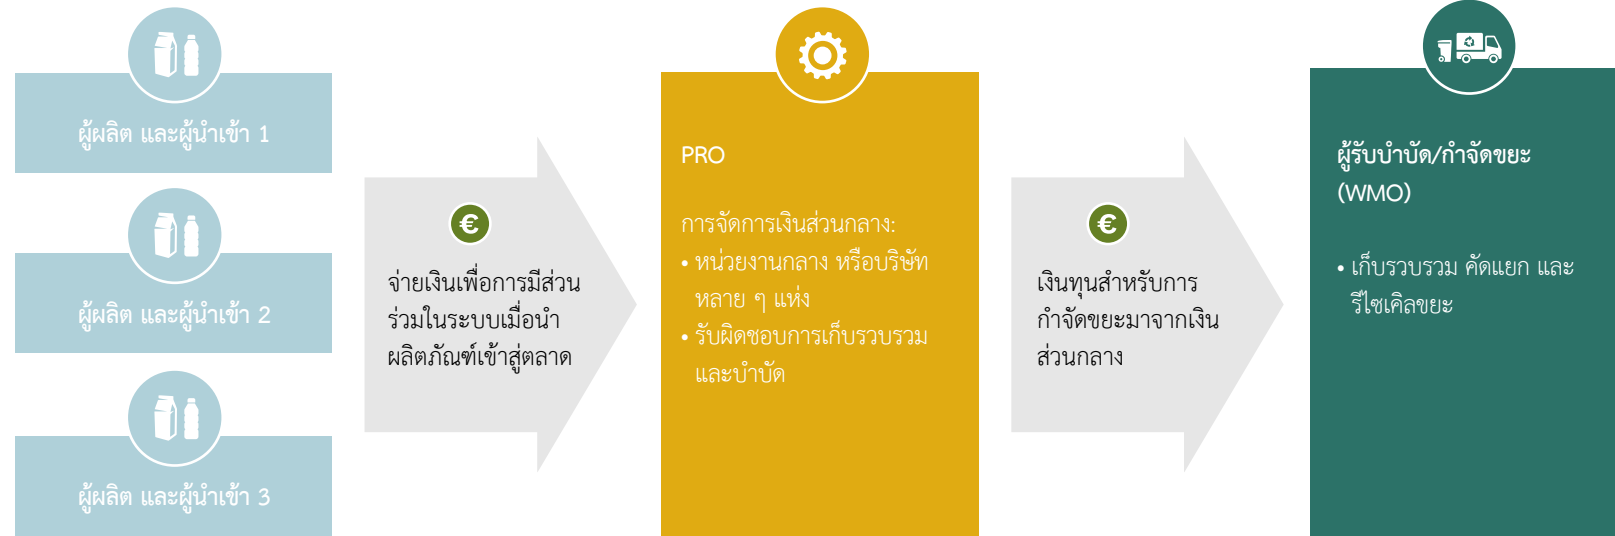 ผู้ผลิต และผู้นำเข้า 1
ผู้ผลิต และผู้นำเข้า 2
ผู้ผลิต และผู้นำเข้า 3
€
จ่ายเงินเพื่อการมีส่วน
ร่วมในระบบเมื่อนำ
ผลิตภัณฑ์เข้าสู่ตลาด
PRO
การจัดการเงินส่วนกลาง:
• หน่วยงานกลาง หรือบริษัท
หลาย ๆ แห่ง
• รับผิดชอบการเก็บรวบรวม
และบำบัด
€
เงินทุนสำหรับการ
กำจัดขยะมาจากเงิน
ส่วนกลาง
ผู้รับบำบัด/กำจัดขยะ
(WMO)
• เก็บรวบรวม คัดแยก และ
รีไซเคิลขยะ